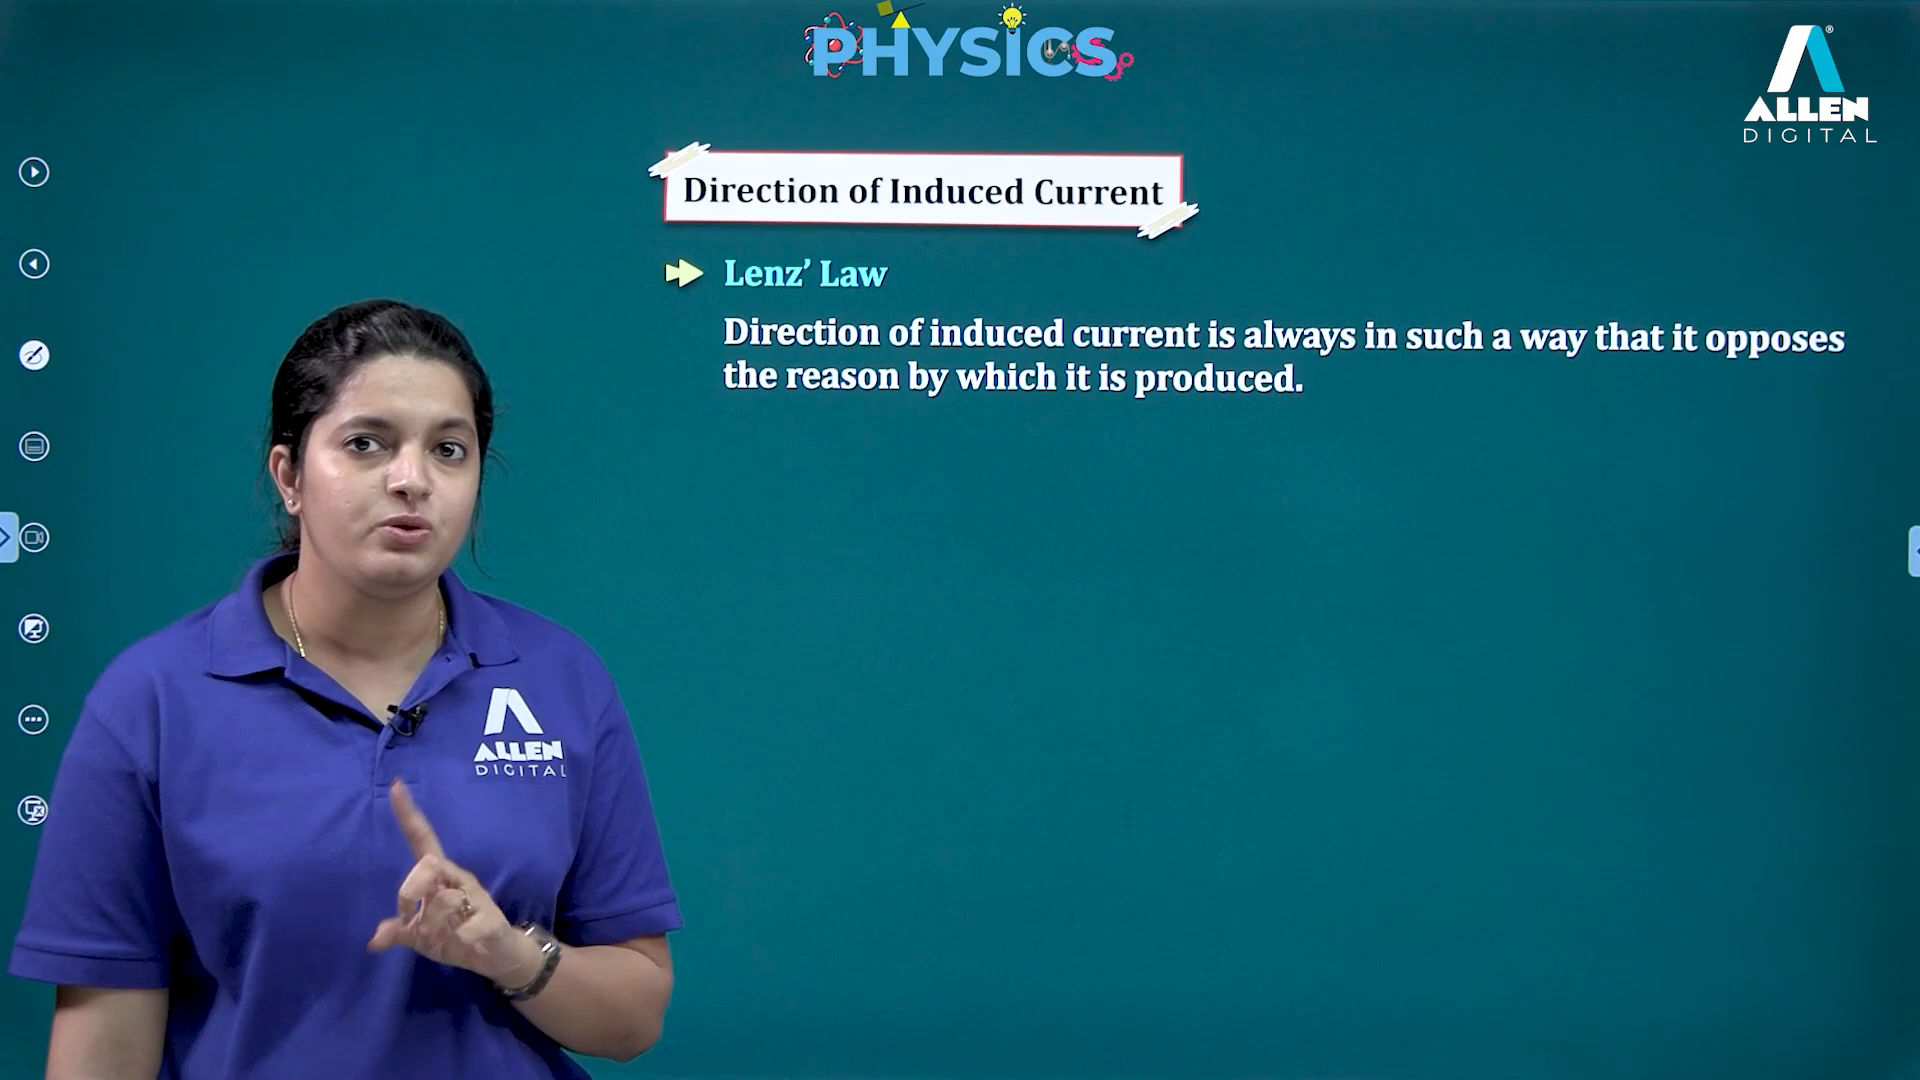 PHYSICS
ALLEN
DIGITAL
Direction of Induced Current
Lenz’ Law
Direction of induced current is always in such a way that it opposes
the reason by which it is produced.
ALLEN
DIGITAL